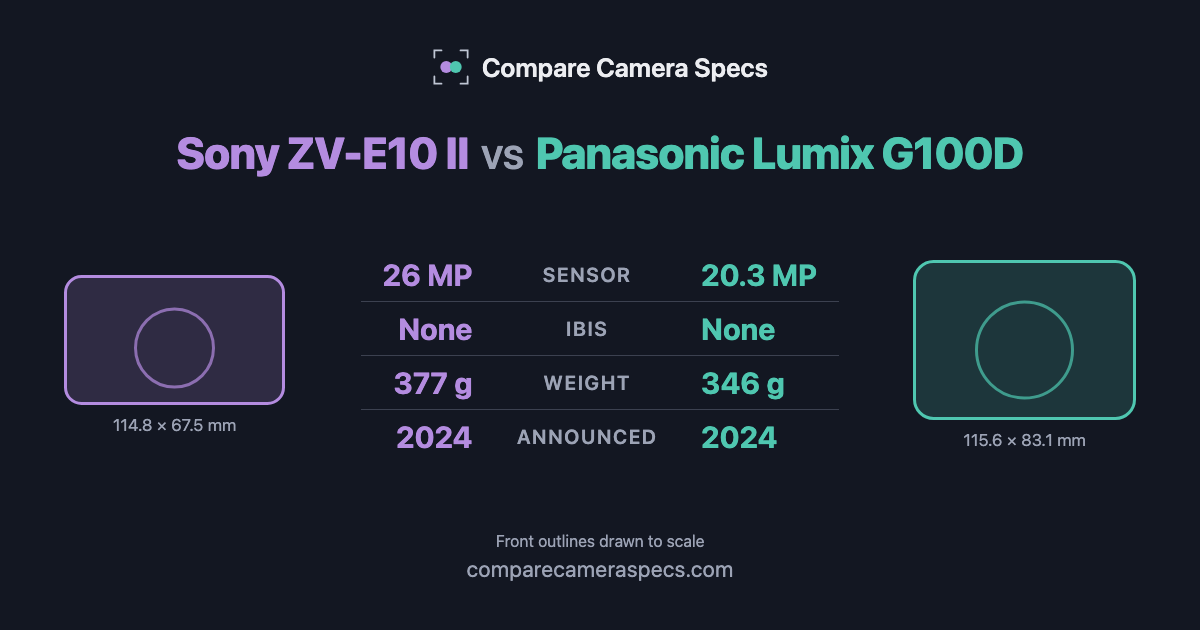 Compare Camera Specs
Sony ZV-E10 II vs Panasonic Lumix G100D
26 MP SENSOR 20.3 MP
None IBIS None
377 g WEIGHT 346 g
2024 ANNOUNCED 2024
114.8 × 67.5 mm
115.6 × 83.1 mm
Front outlines drawn to scale
comparecameraspecs.com